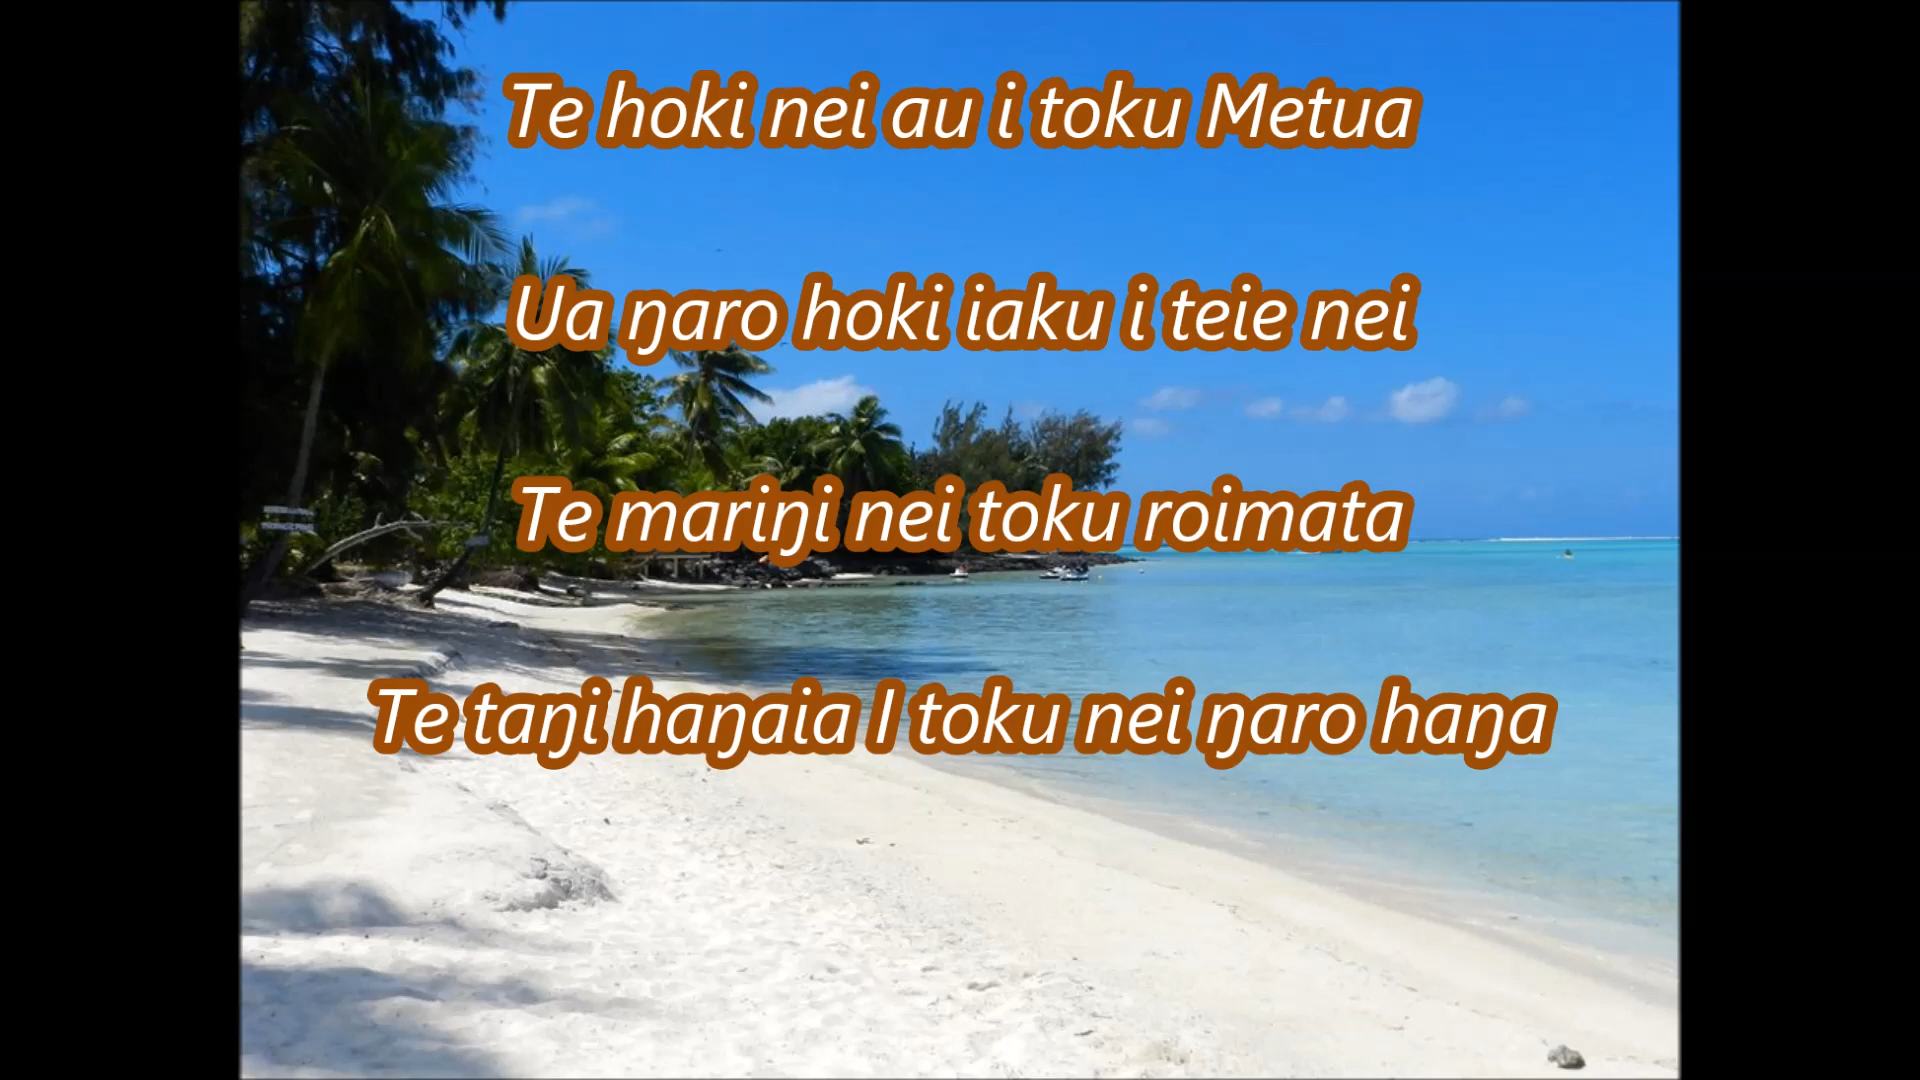 Te hoki nei au i toku Metua
Ua ŋaro hoki iaku i teie nei
Te mariŋi nei toku roimata
Te taŋi haŋaia I toku nei ŋaro haŋa